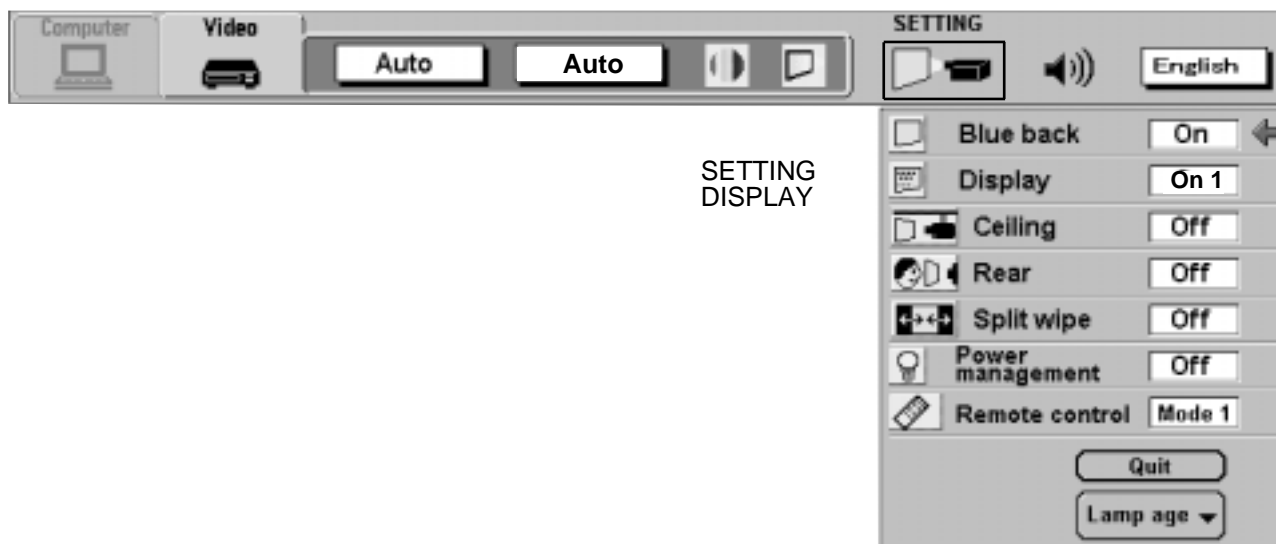 Computer Video SETTING
Auto Auto English
Blue back On
SETTING
DISPLAY
Display On 1
Ceiling Off
Rear Off
Split wipe Off
Power
management Off
Remote control Mode 1
Quit
Lamp age